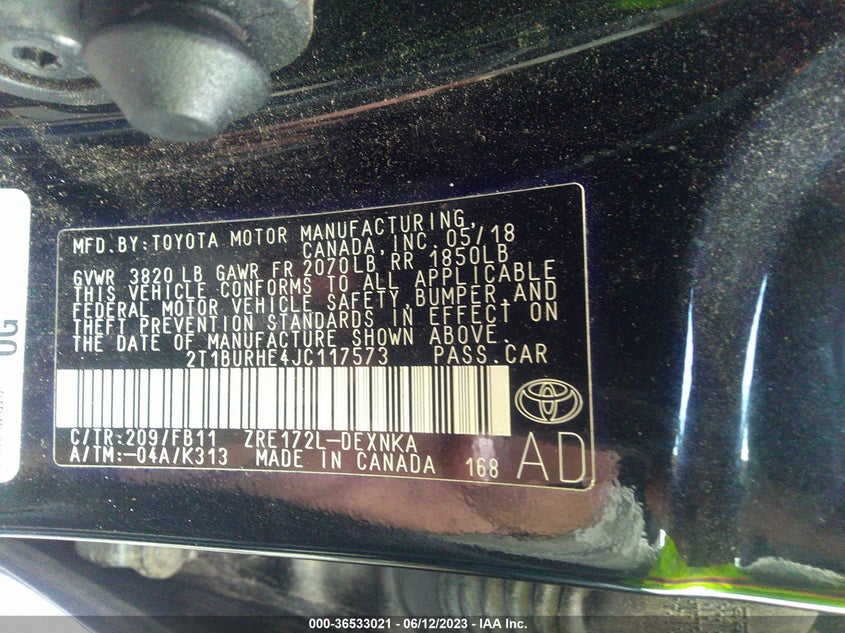 MFD.BY:TOYOTA MOTOR MANUFACTURING,
CANADA,INC.05/18
GVWR 3820 LB GAWR FR 2070LB RR 1850LB
THIS VEHICLE CONFORMS TO ALL APPLICABLE
FEDERAL MOTOR VEHICLE SAFETY,BUMPER,AND
THEFT PREVENTION STANDARDS IN EFFECT ON
THE DATE OF MANUFACTURE SHOWN ABOVE.
2T1BURHE4JC117573 PASS.CAR
C/TR:209/FB11 ZRE172L-DEXNKA
A/TM:-04A/K313 MADE IN CANADA 168 AD
OG
000-36533021 - 06/12/2023 - IAA Inc.